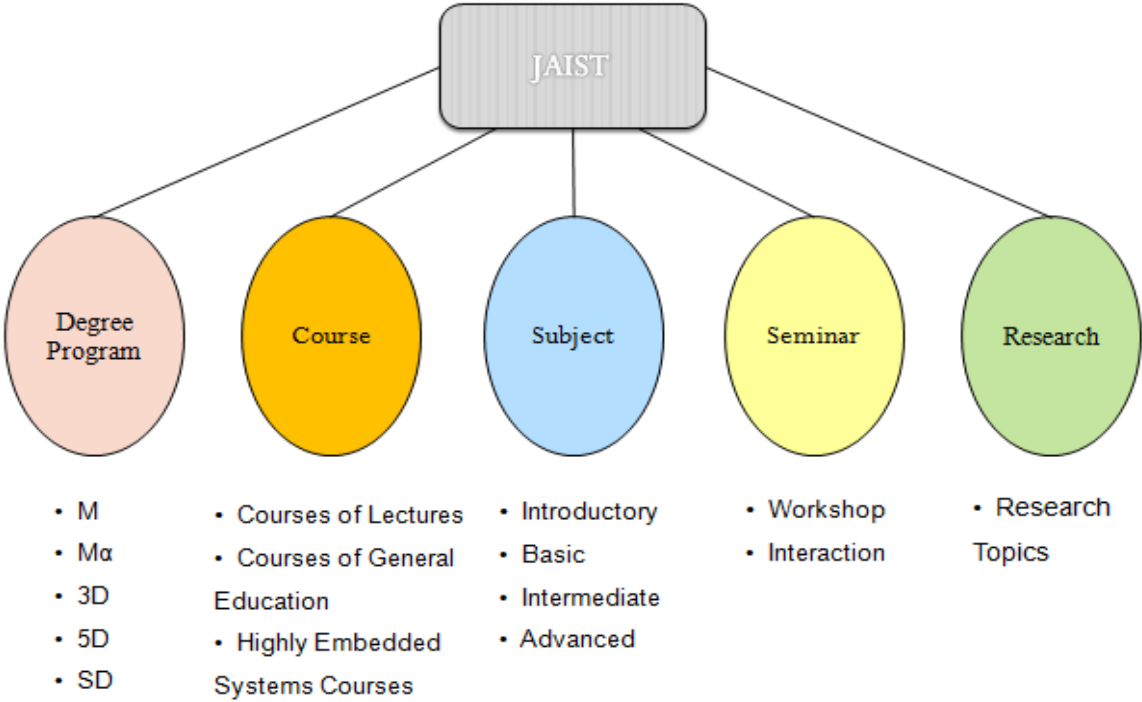 JAIST
Degree
Program
Course
Subject
Seminar
Research
• M
• Mα
• 3D
• 5D
• SD
• Courses of Lectures
• Courses of General
Education
• Highly Embedded
Systems Courses
• Introductory
• Basic
• Intermediate
• Advanced
• Workshop
• Interaction
• Research
Topics